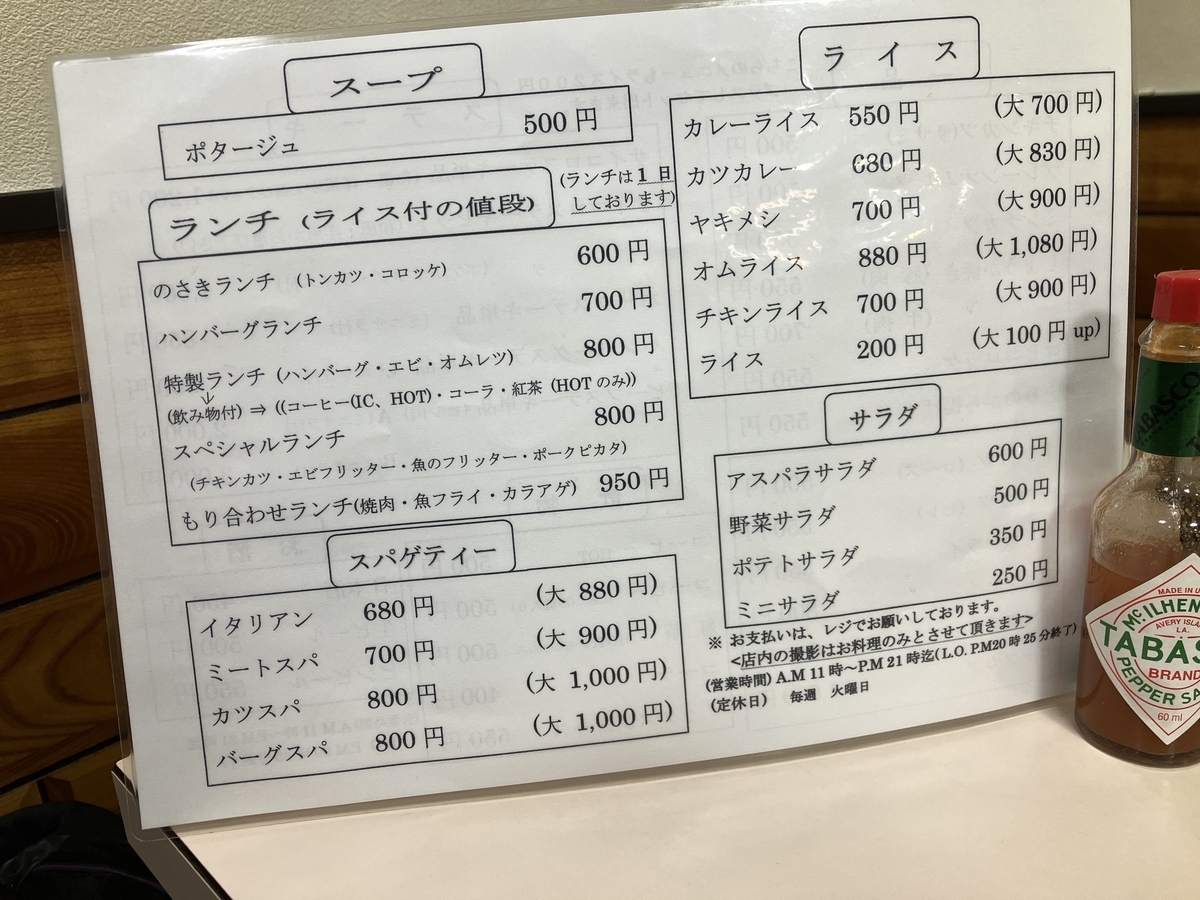 スープ
ポタージュ 500円
ランチ (ライス付の値段)
(ランチは1日
しております)
のさきランチ (トンカツ・コロッケ) 600円
ハンバーグランチ 700円
特製ランチ (ハンバーグ・エビ・オムレツ) 800円
↓
(飲み物付) ⇒ ((コーヒー(IC、HOT)・コーラ・紅茶 (HOTのみ))
スペシャルランチ 800円
(チキンカツ・エビフリッター・魚のフリッター・ポークピカタ)
もり合わせランチ(焼肉・魚フライ・カラアゲ) 950円
スパゲティー
イタリアン 680円 (大 880円)
ミートスパ 700円 (大 900円)
カツスパ 800円 (大 1,000円)
バーグスパ 800円 (大 1,000円)
ライス
カレーライス 550円 (大 700円)
カツカレー 680円 (大 830円)
ヤキメシ 700円 (大 900円)
オムライス 880円 (大 1,080円)
チキンライス 700円 (大 900円)
ライス 200円 (大 100円 up)
サラダ
アスパラサラダ 600円
野菜サラダ 500円
ポテトサラダ 350円
ミニサラダ 250円
※ お支払いは、レジでお願いしております。
<店内の撮影はお料理のみとさせて頂きます>
(営業時間) A.M 11時~P.M 21時迄(L.O. P.M20時25分終了)
(定休日) 毎週 火曜日
TABASCO
MADE IN U
McILHEN
AVERY ISLA
LA.
TABAS
BRAND
PEPPER SA
60 ml